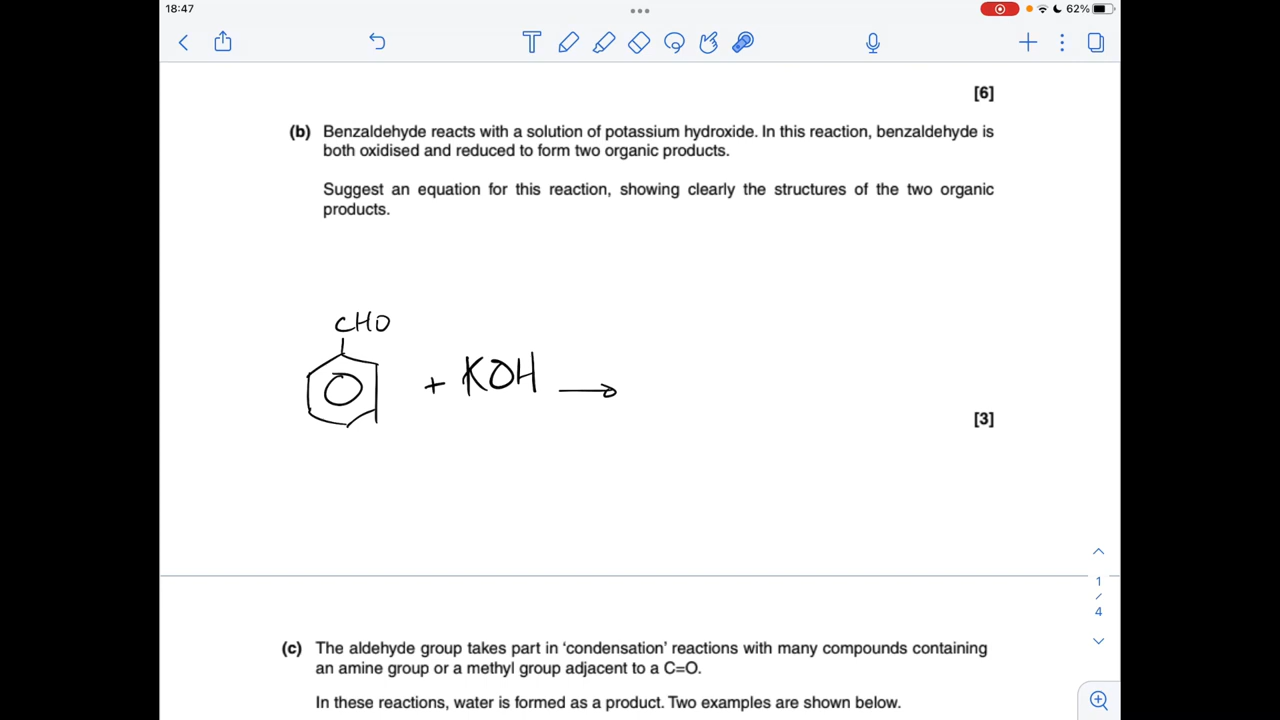 18:47
62%
[6]
(b) Benzaldehyde reacts with a solution of potassium hydroxide. In this reaction, benzaldehyde is
both oxidised and reduced to form two organic products.
Suggest an equation for this reaction, showing clearly the structures of the two organic
products.
CHO
+ KOH
[3]
1
/
4
(c) The aldehyde group takes part in ‘condensation’ reactions with many compounds containing
an amine group or a methyl group adjacent to a C=O.
In these reactions, water is formed as a product. Two examples are shown below.